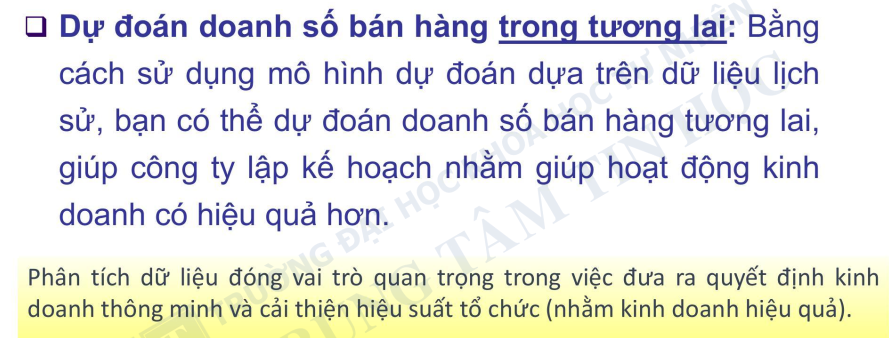 ❑ Dự đoán doanh số bán hàng trong tương lai: Bằng
cách sử dụng mô hình dự đoán dựa trên dữ liệu lịch
sử, bạn có thể dự đoán doanh số bán hàng tương lai,
giúp công ty lập kế hoạch nhằm giúp hoạt động kinh
doanh có hiệu quả hơn.
Phân tích dữ liệu đóng vai trò quan trọng trong việc đưa ra quyết định kinh
doanh thông minh và cải thiện hiệu suất tổ chức (nhằm kinh doanh hiệu quả).
TRƯỜNG ĐẠI HỌC KHOA HỌC TỰ NHIÊN
TRUNG TÂM TIN HỌC